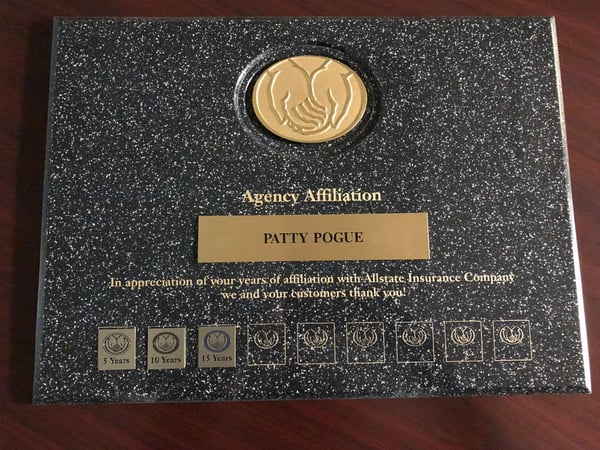 Agency Affiliation
PATTY POGUE
In appreciation of your years of affiliation with Allstate Insurance Company
we and your customers thank you!
5 Years 10 Years 15 Years